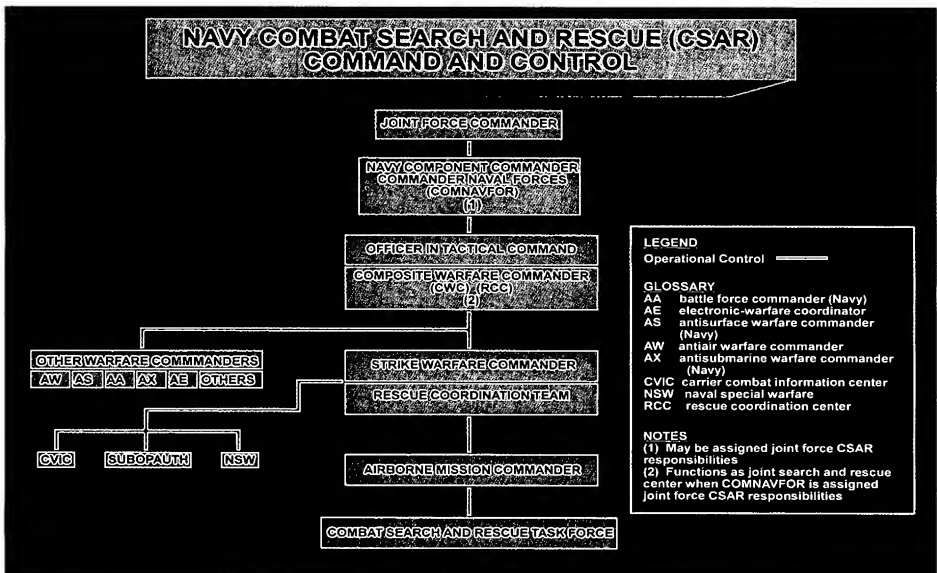 NAVY COMBAT SEARCH AND RESCUE (CSAR)
COMMAND AND CONTROL
JOINT FORCE COMMANDER
NAVY COMPONENT COMMANDER
COMMANDER NAVAL FORCES
(COMNAVFOR)
(1)
OFFICER IN TACTICAL COMMAND
COMPOSITE WARFARE COMMANDER
(CWC) (RCC)
(2)
OTHER WARFARE COMMMANDERS
AW AS AA AX AE OTHERS
STRIKE WARFARE COMMANDER
RESCUE COORDINATION TEAM
CVIC SUBOPAUTH NSW
AIRBORNE MISSION COMMANDER
COMBAT SEARCH AND RESCUE TASK FORCE
LEGEND
Operational Control
GLOSSARY
AA battle force commander (Navy)
AE electronic-warfare coordinator
AS antisurface warfare commander
(Navy)
AW antiair warfare commander
AX antisubmarine warfare commander
(Navy)
CVIC carrier combat information center
NSW naval special warfare
RCC rescue coordination center
NOTES
(1) May be assigned joint force CSAR
responsibilities
(2) Functions as joint search and rescue
center when COMNAVFOR is assigned
joint force CSAR responsibilities